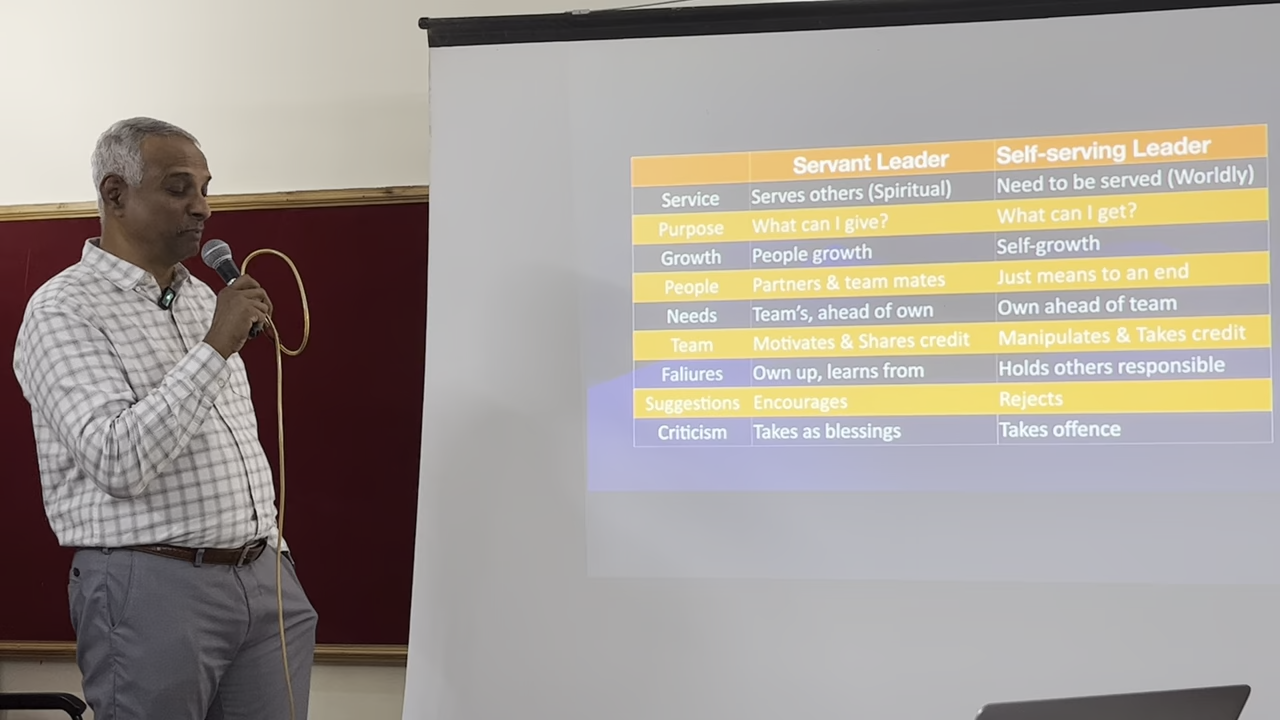 Servant Leader Self-serving Leader
Service Serves others (Spiritual) Need to be served (Worldly)
Purpose What can I give? What can I get?
Growth People growth Self-growth
People Partners & team mates Just means to an end
Needs Team's, ahead of own Own ahead of team
Team Motivates & Shares credit Manipulates & Takes credit
Faliures Own up, learns from Holds others responsible
Suggestions Encourages Rejects
Criticism Takes as blessings Takes offence